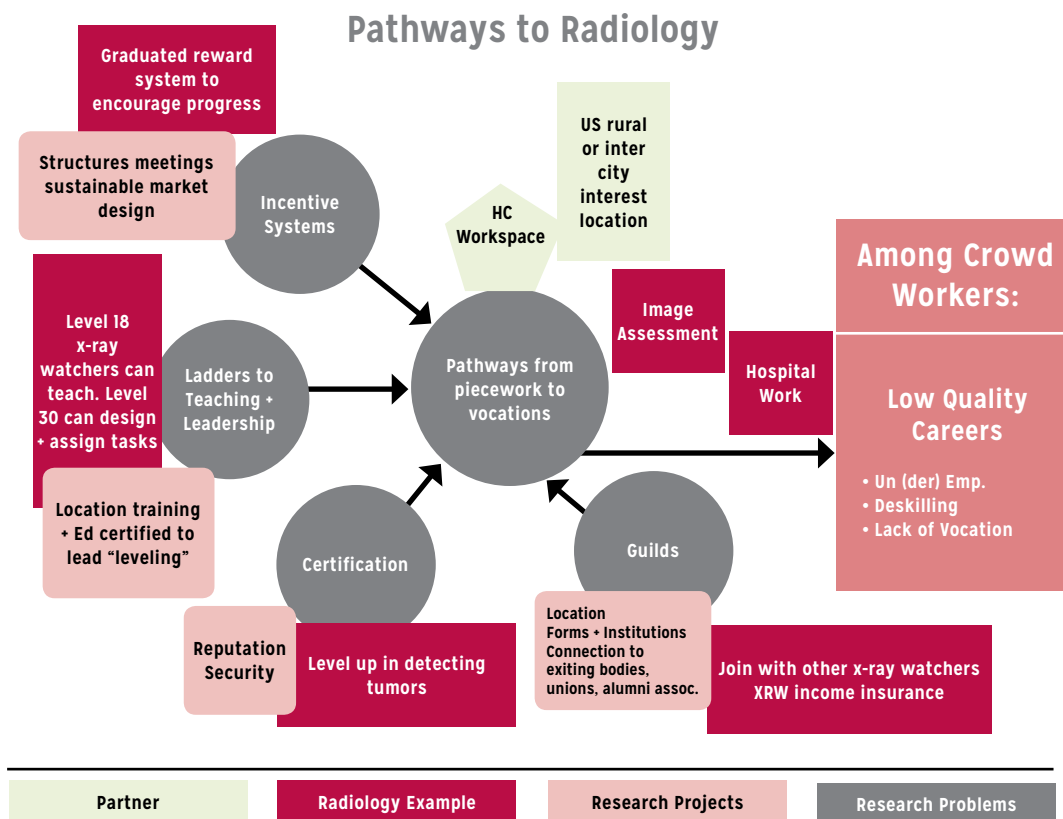 Pathways to Radiology
Graduated reward
system to
encourage progress
Structures meetings
sustainable market
design
Incentive
Systems
HC
Workspace
US rural
or inter
city
interest
location
Among Crowd
Workers:
Low Quality
Careers
• Un (der) Emp.
• Deskilling
• Lack of Vocation
Image
Assessment
Hospital
Work
Pathways from
piecework to
vocations
Level 18
x-ray
watchers can
teach. Level
30 can design
+ assign tasks
Ladders to
Teaching +
Leadership
Location training
+ Ed certified to
lead “leveling”
Certification
Reputation
Security
Level up in detecting
tumors
Guilds
Location
Forms + Institutions
Connection to
exiting bodies,
unions, alumni assoc.
Join with other x-ray watchers
XRW income insurance
Partner
Radiology Example
Research Projects
Research Problems